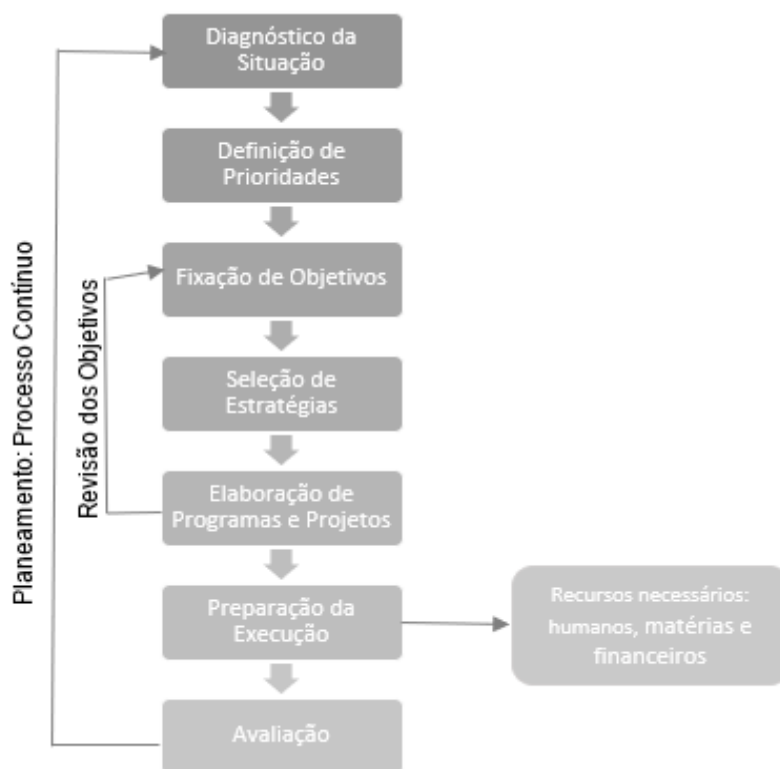 Diagnóstico da
Situação
Definição de
Prioridades
Fixação de Objetivos
Seleção de
Estratégias
Elaboração de
Programas e Projetos
Preparação da
Execução
Avaliação
Recursos necessários:
humanos, matérias e
financeiros
Planeamento: Processo Contínuo
Revisão dos Objetivos